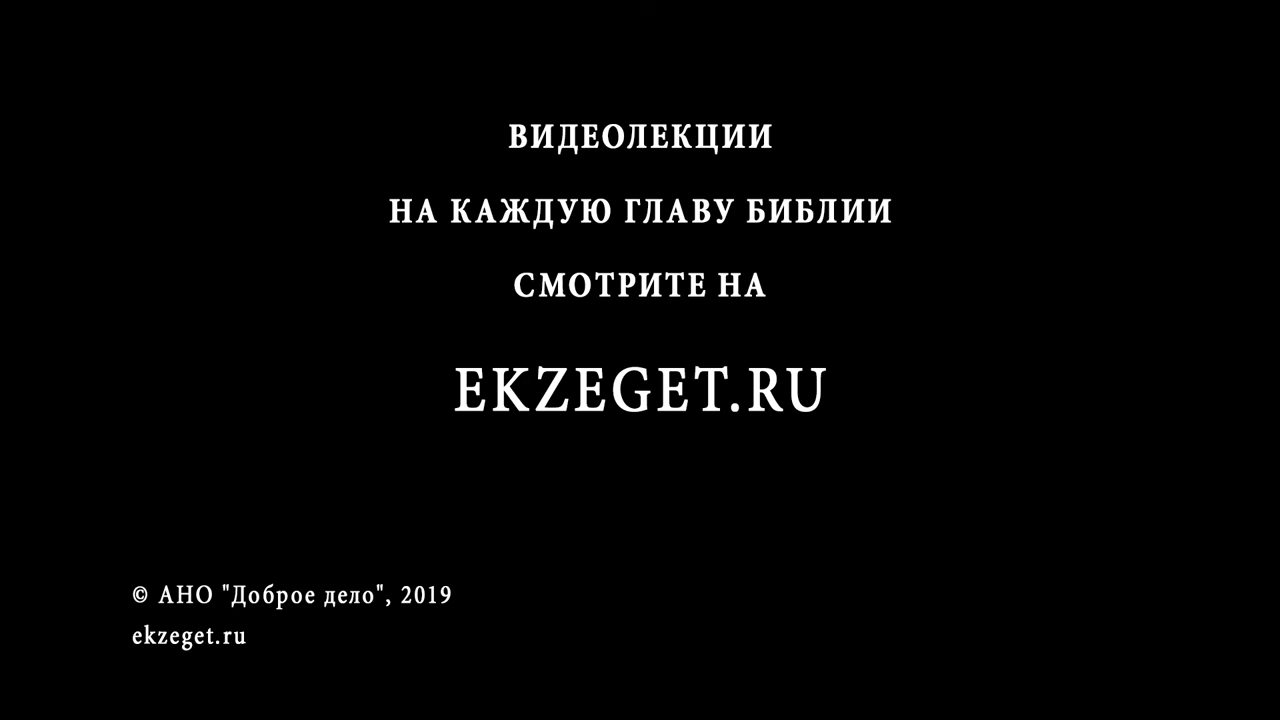 ВИДЕОЛЕКЦИИ
НА КАЖДУЮ ГЛАВУ БИБЛИИ
СМОТРИТЕ НА
EKZEGET.RU
© АНО "Доброе дело", 2019
ekzeget.ru